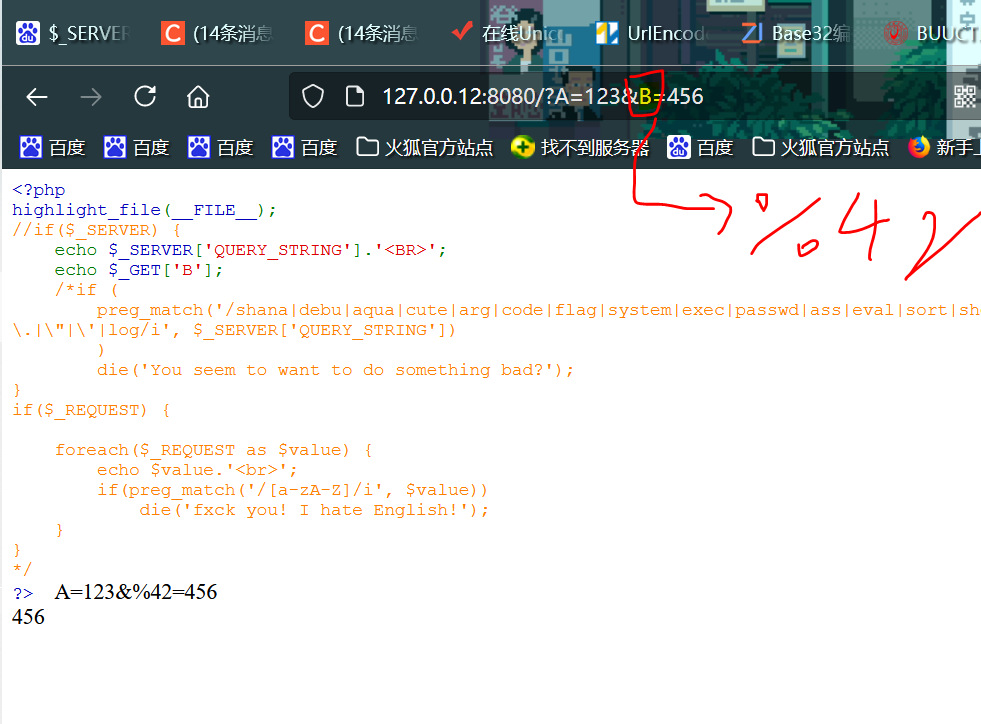 $_SERVER
(14条消息
(14条消息
在线Unic
UrlEncod
Base32编
BUUCT
127.0.0.12:8080/?A=123&B=456
百度 百度 百度 百度 火狐官方站点 找不到服务器 百度 火狐官方站点 新手上
%42
<?php
highlight_file(__FILE__);
//if($_SERVER) {
echo $_SERVER['QUERY_STRING'].'<BR>';
echo $_GET['B'];
/*if (
preg_match('/shana|debu|aqua|cute|arg|code|flag|system|exec|passwd|ass|eval|sort|sh
\.|\"|\'|log/i', $_SERVER['QUERY_STRING'])
)
die('You seem to want to do something bad?');
}
if($_REQUEST) {
foreach($_REQUEST as $value) {
echo $value.'<br>';
if(preg_match('/[a-zA-Z]/i', $value))
die('fxck you! I hate English!');
}
}
*/
?> A=123&%42=456
456